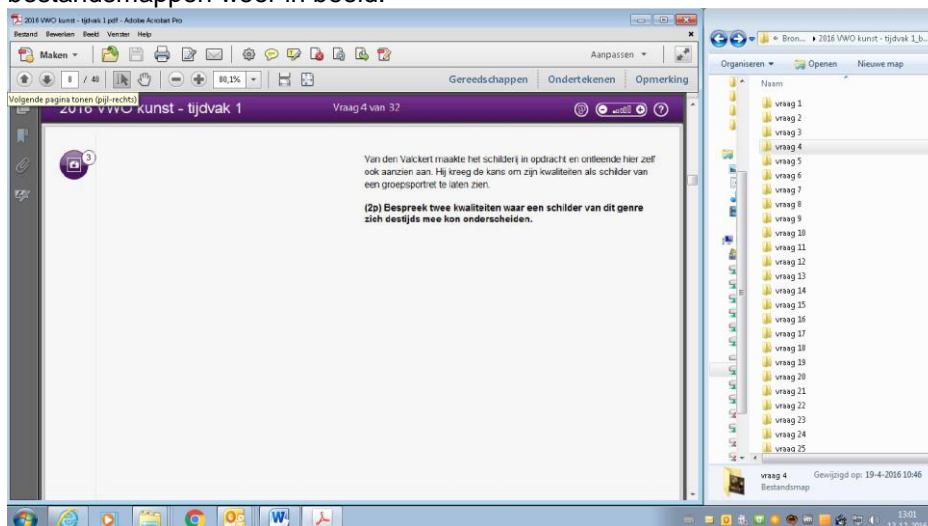 bestandsmappen weer in beeld.
2016 VWO kunst - tijdvak 1.pdf - Adobe Acrobat Pro
Bestand Bewerken Beeld Venster Help
Maken
Aanpassen
8 / 40
80,1%
Gereedschappen Ondertekenen Opmerking
Volgende pagina tonen (pijl-rechts)
2016 VWO kunst - tijdvak 1
Vraag 4 van 32
3
Van den Valckert maakte het schilderij in opdracht en ontleende hier zelf
ook aanzien aan. Hij kreeg de kans om zijn kwaliteiten als schilder van
een groepsportret te laten zien.
(2p) Bespreek twee kwaliteiten waar een schilder van dit genre
zich destijds mee kon onderscheiden.
« Bron... 2016 VWO kunst - tijdvak 1_b...
Organiseren Openen Nieuwe map
Naam
vraag 1
vraag 2
vraag 3
vraag 4
vraag 5
vraag 6
vraag 7
vraag 8
vraag 9
vraag 10
vraag 11
vraag 12
vraag 13
vraag 14
vraag 15
vraag 16
vraag 17
vraag 18
vraag 19
vraag 20
vraag 21
vraag 22
vraag 23
vraag 24
vraag 25
vraag 4 Gewijzigd op: 19-4-2016 10:46
Bestandsmap
13:01
13-12-2016